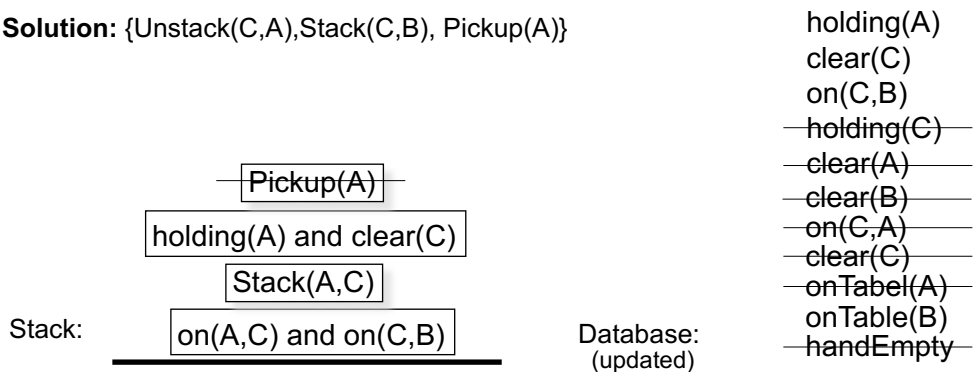 Solution: {Unstack(C,A),Stack(C,B), Pickup(A)}
Pickup(A)
holding(A) and clear(C)
Stack(A,C)
Stack:
on(A,C) and on(C,B)
Database:
(updated)
holding(A)
clear(C)
on(C,B)
holding(C)
clear(A)
clear(B)
on(C,A)
clear(C)
onTabel(A)
onTable(B)
handEmpty